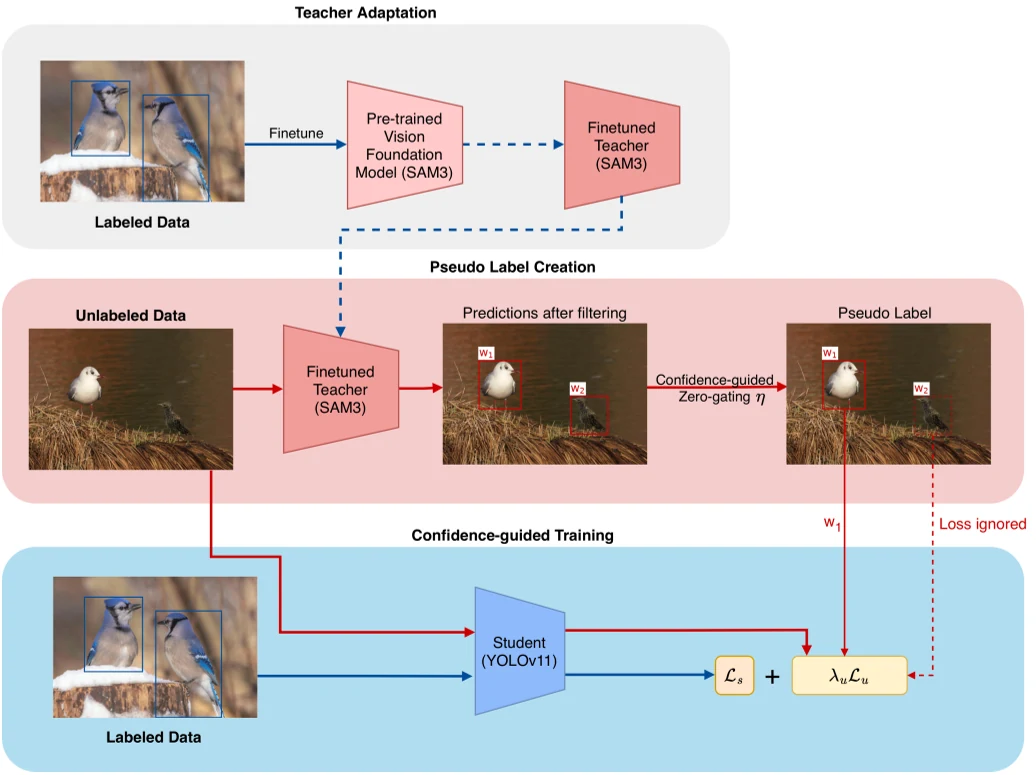 Teacher Adaptation
Finetune
Pre-trained
Vision
Foundation
Model (SAM3)
Finetuned
Teacher
(SAM3)
Labeled Data
Pseudo Label Creation
Unlabeled Data
Predictions after filtering
Pseudo Label
Finetuned
Teacher
(SAM3)
w₁
w₂
Confidence-guided
Zero-gating η
w₁
w₂
w₁
Loss ignored
Confidence-guided Training
Student
(YOLOv11)
ℒₛ
+
λᵤℒᵤ
Labeled Data